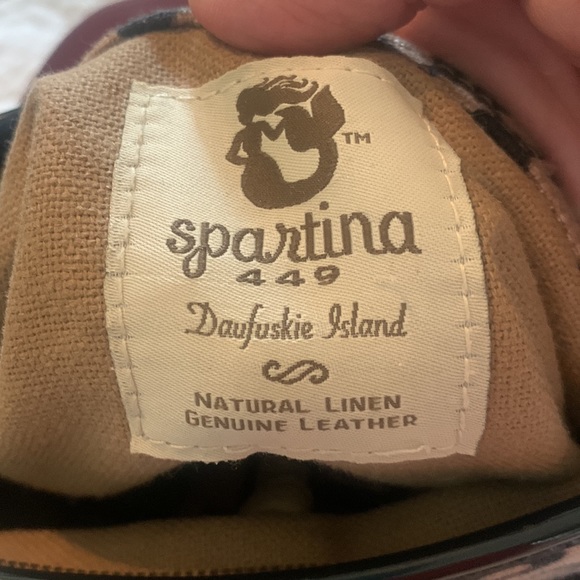 TM
spartina
449
Daufuskie Island
NATURAL LINEN
GENUINE LEATHER